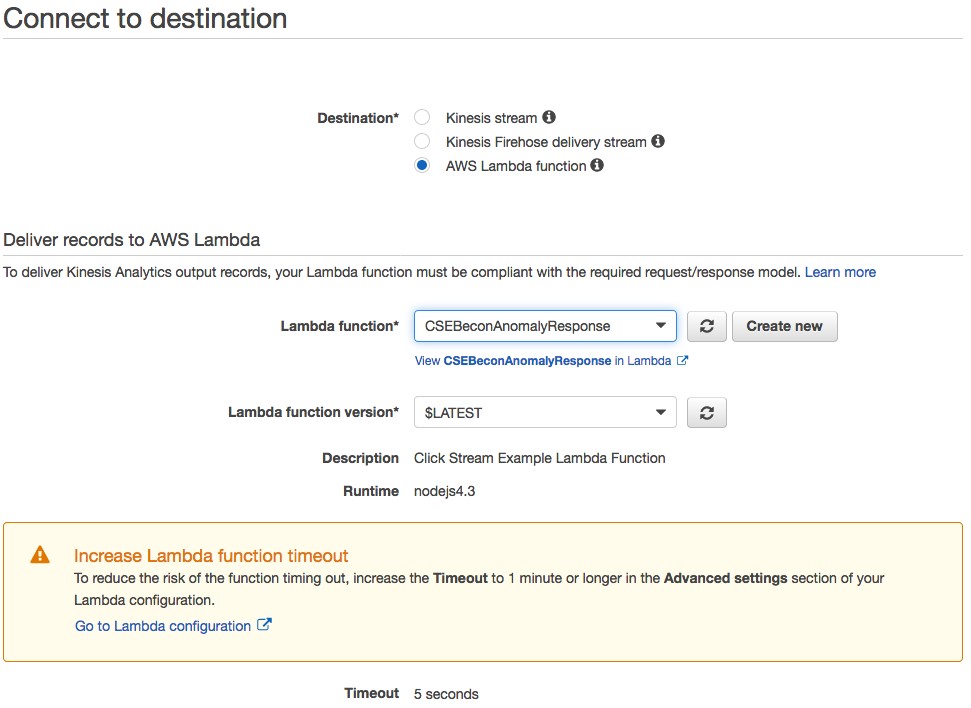 Connect to destination
Destination*
Kinesis stream
Kinesis Firehose delivery stream
AWS Lambda function
Deliver records to AWS Lambda
To deliver Kinesis Analytics output records, your Lambda function must be compliant with the required request/response model. Learn more
Lambda function* CSEBeconAnomalyResponse Create new
View CSEBeconAnomalyResponse in Lambda
Lambda function version* $LATEST
Description Click Stream Example Lambda Function
Runtime nodejs4.3
Increase Lambda function timeout
To reduce the risk of the function timing out, increase the Timeout to 1 minute or longer in the Advanced settings section of your
Lambda configuration.
Go to Lambda configuration
Timeout 5 seconds